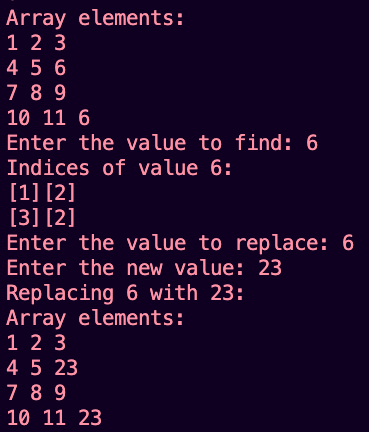 Array elements:
1 2 3
4 5 6
7 8 9
10 11 6
Enter the value to find: 6
Indices of value 6:
[1][2]
[3][2]
Enter the value to replace: 6
Enter the new value: 23
Replacing 6 with 23:
Array elements:
1 2 3
4 5 23
7 8 9
10 11 23